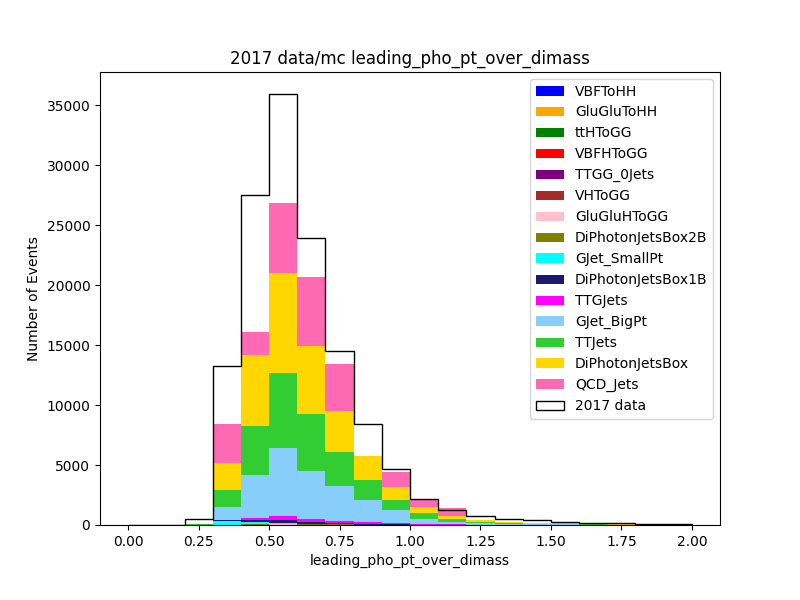 2017 data/mc leading_pho_pt_over_dimass
Number of Events
35000
30000
25000
20000
15000
10000
5000
0
VBFToHH
GluGluToHH
ttHToGG
VBFHToGG
TTGG_0Jets
VHToGG
GluGluHToGG
DiPhotonJetsBox2B
GJet_SmallPt
DiPhotonJetsBox1B
TTGJets
GJet_BigPt
TTJets
DiPhotonJetsBox
QCD_Jets
2017 data
0.00 0.25 0.50 0.75 1.00 1.25 1.50 1.75 2.00
leading_pho_pt_over_dimass